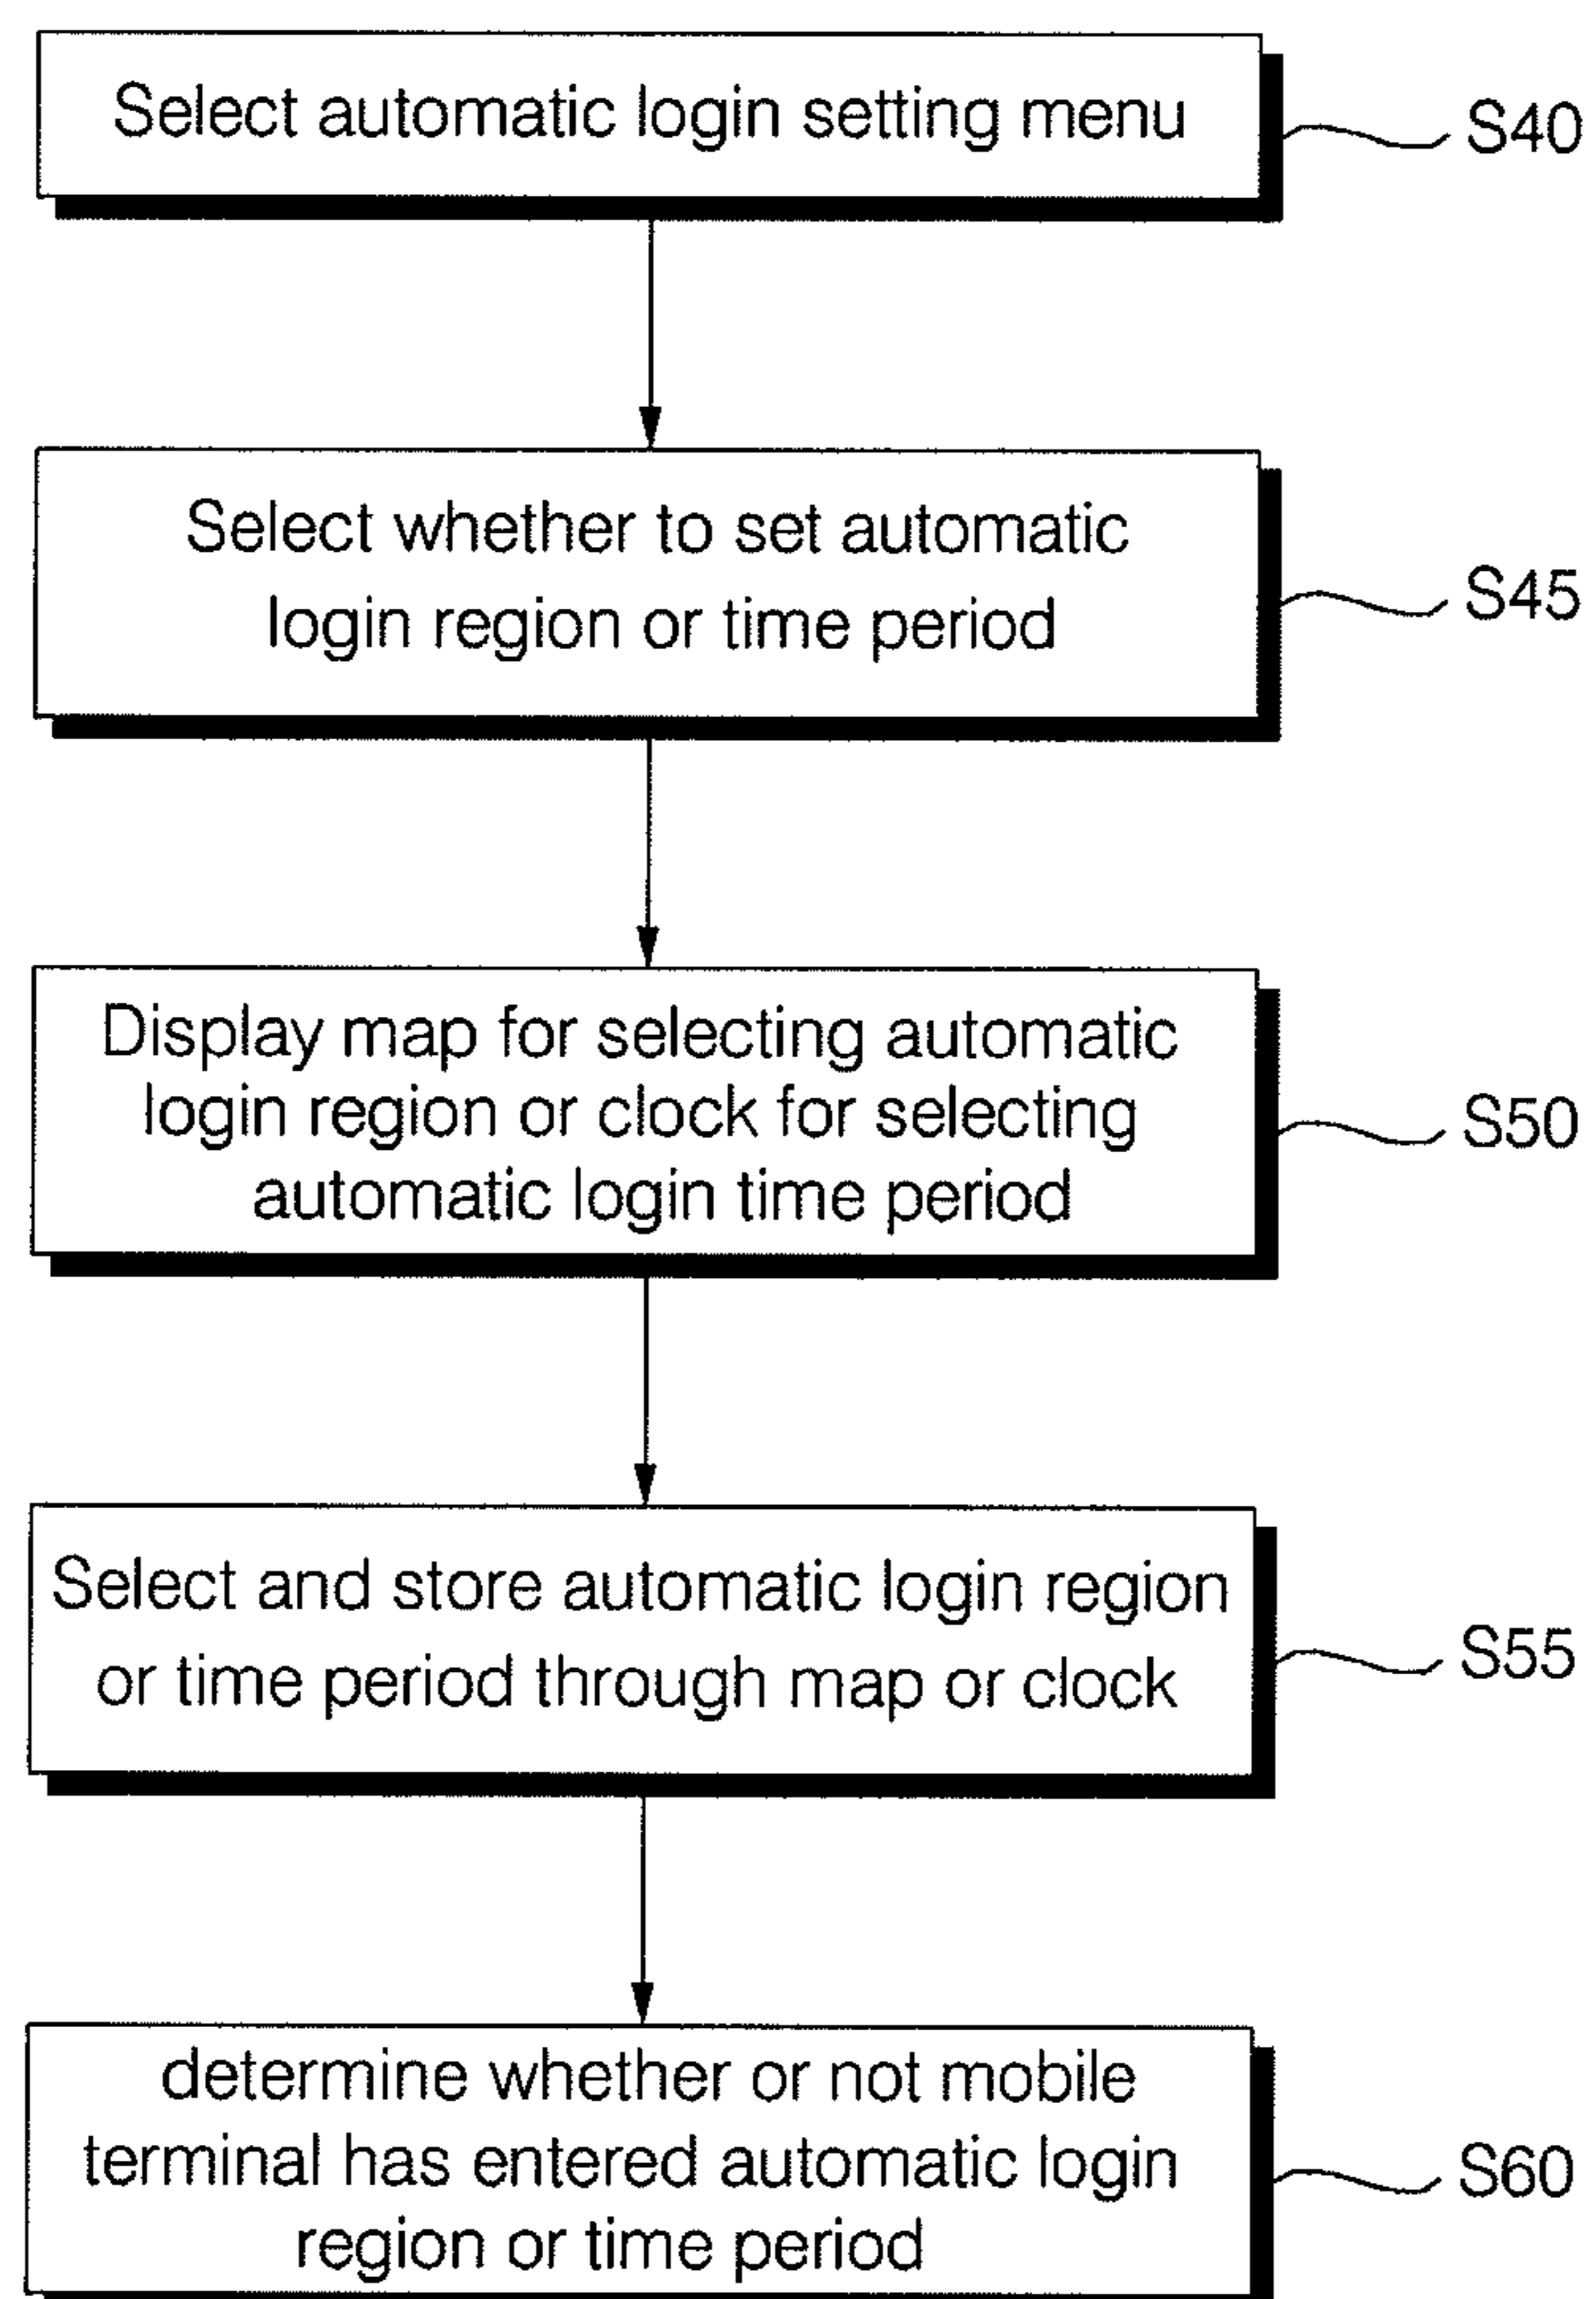 Select automatic login setting menu
S40
Select whether to set automatic
login region or time period
S45
Display map for selecting automatic
login region or clock for selecting
automatic login time period
S50
Select and store automatic login region
or time period through map or clock
S55
determine whether or not mobile
terminal has entered automatic login
region or time period
S60